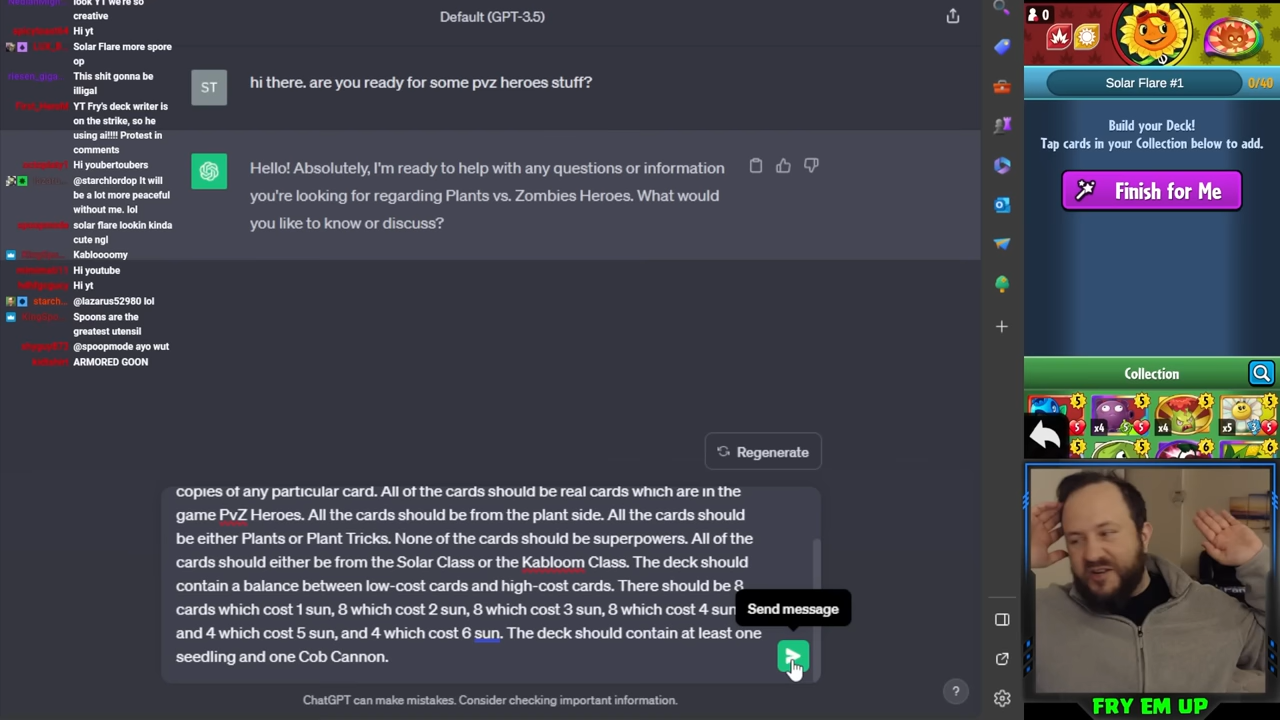 look YT we're so
creative
Hi yt
Solar Flare more spore
op
This shit gonna be
illigal
YT Fry's deck writer is
on the strike, so he
using ai!!!! Protest in
comments
Hi youbertoubers
@starchlordop It will
be a lot more peaceful
without me. lol
solar flare lookin kinda
cute ngl
Kabloooomy
Hi youtube
Hi yt
starch... @lazarus52980 lol
Spoons are the
greatest utensil
@spoopmode ayo wut
ARMORED GOON
Default (GPT-3.5)
ST
hi there. are you ready for some pvz heroes stuff?
Hello! Absolutely, I'm ready to help with any questions or information
you're looking for regarding Plants vs. Zombies Heroes. What would
you like to know or discuss?
Regenerate
copies of any particular card. All of the cards should be real cards which are in the
game PvZ Heroes. All the cards should be from the plant side. All the cards should
be either Plants or Plant Tricks. None of the cards should be superpowers. All of the
cards should either be from the Solar Class or the Kabloom Class. The deck should
contain a balance between low-cost cards and high-cost cards. There should be 8
cards which cost 1 sun, 8 which cost 2 sun, 8 which cost 3 sun, 8 which cost 4 sun
and 4 which cost 5 sun, and 4 which cost 6 sun. The deck should contain at least one
seedling and one Cob Cannon.
Send message
ChatGPT can make mistakes. Consider checking important information.
?
0
Solar Flare #1
0/40
Build your Deck!
Tap cards in your Collection below to add.
Finish for Me
Collection
5
5
5
5
x4
5
5
x4
5
x5
3
5
6
6
FRY EM UP